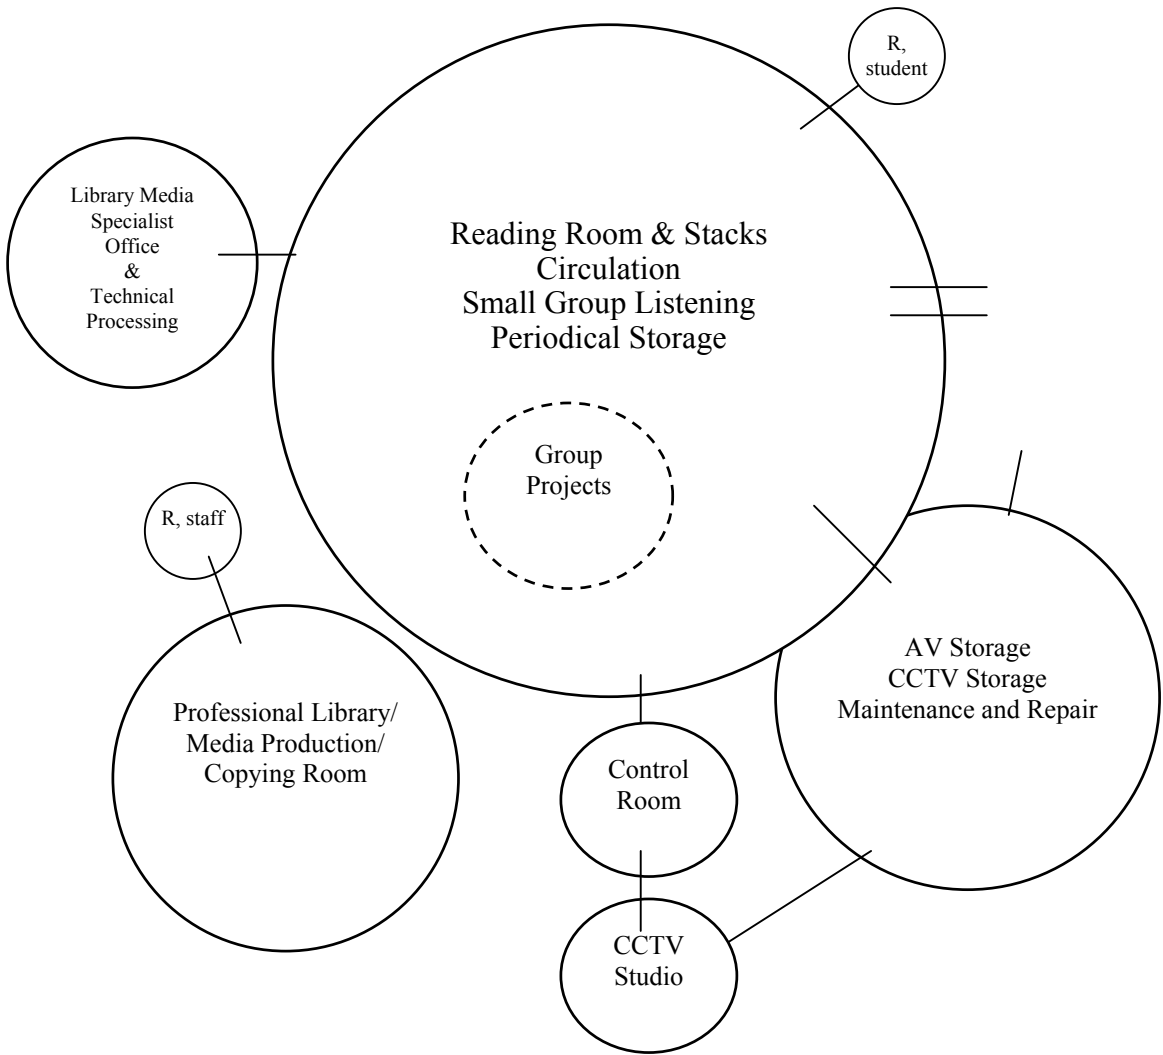 R,
student
Library Media
Specialist
Office
&
Technical
Processing
Reading Room & Stacks
Circulation
Small Group Listening
Periodical Storage
Group
Projects
R, staff
Professional Library/
Media Production/
Copying Room
AV Storage
CCTV Storage
Maintenance and Repair
Control
Room
CCTV
Studio